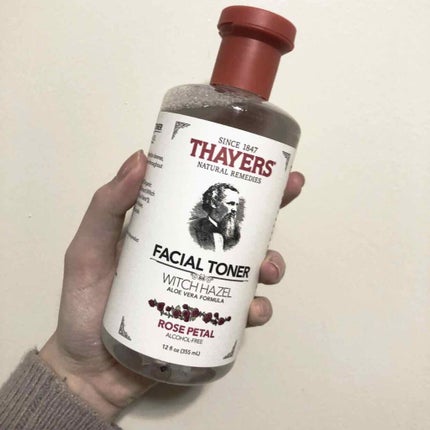 SINCE 1847
THAYERS
NATURAL REMEDIES
FACIAL TONER
WITCH HAZEL
ALOE VERA FORMULA
ROSE PETAL
ALCOHOL-FREE
12 fl oz (355 mL)